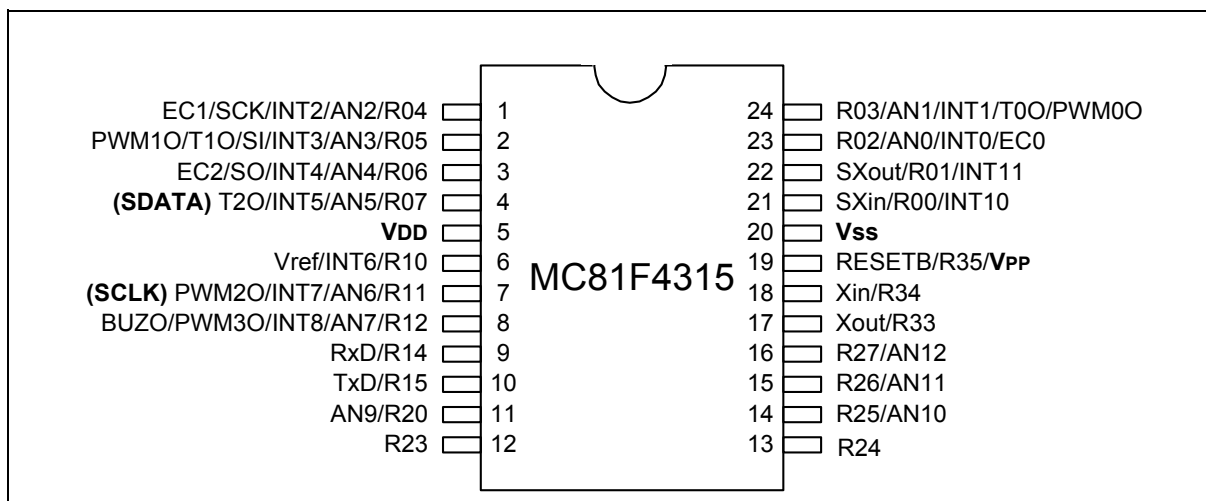 EC1/SCK/INT2/AN2/R04 1 24 R03/AN1/INT1/T0O/PWM0O
PWM1O/T1O/SI/INT3/AN3/R05 2 23 R02/AN0/INT0/EC0
EC2/SO/INT4/AN4/R06 3 22 SXout/R01/INT11
(SDATA) T2O/INT5/AN5/R07 4 21 SXin/R00/INT10
VDD 5 20 Vss
Vref/INT6/R10 6 19 RESETB/R35/VPP
MC81F4315
(SCLK) PWM2O/INT7/AN6/R11 7 18 Xin/R34
BUZO/PWM3O/INT8/AN7/R12 8 17 Xout/R33
RxD/R14 9 16 R27/AN12
TxD/R15 10 15 R26/AN11
AN9/R20 11 14 R25/AN10
R23 12 13 R24